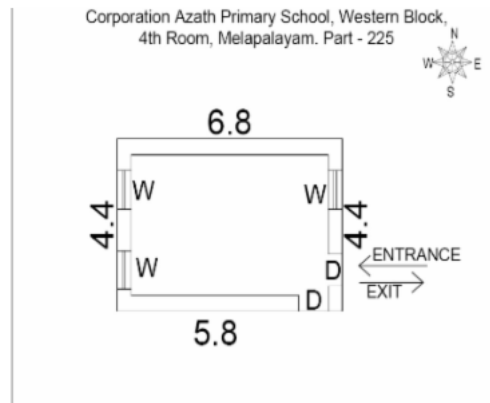 Corporation Azath Primary School, Western Block,
4th Room, Melapalayam. Part - 225
N
W E
S
6.8
W W
4.4 4.4
W
ENTRANCE
D
EXIT
D
5.8